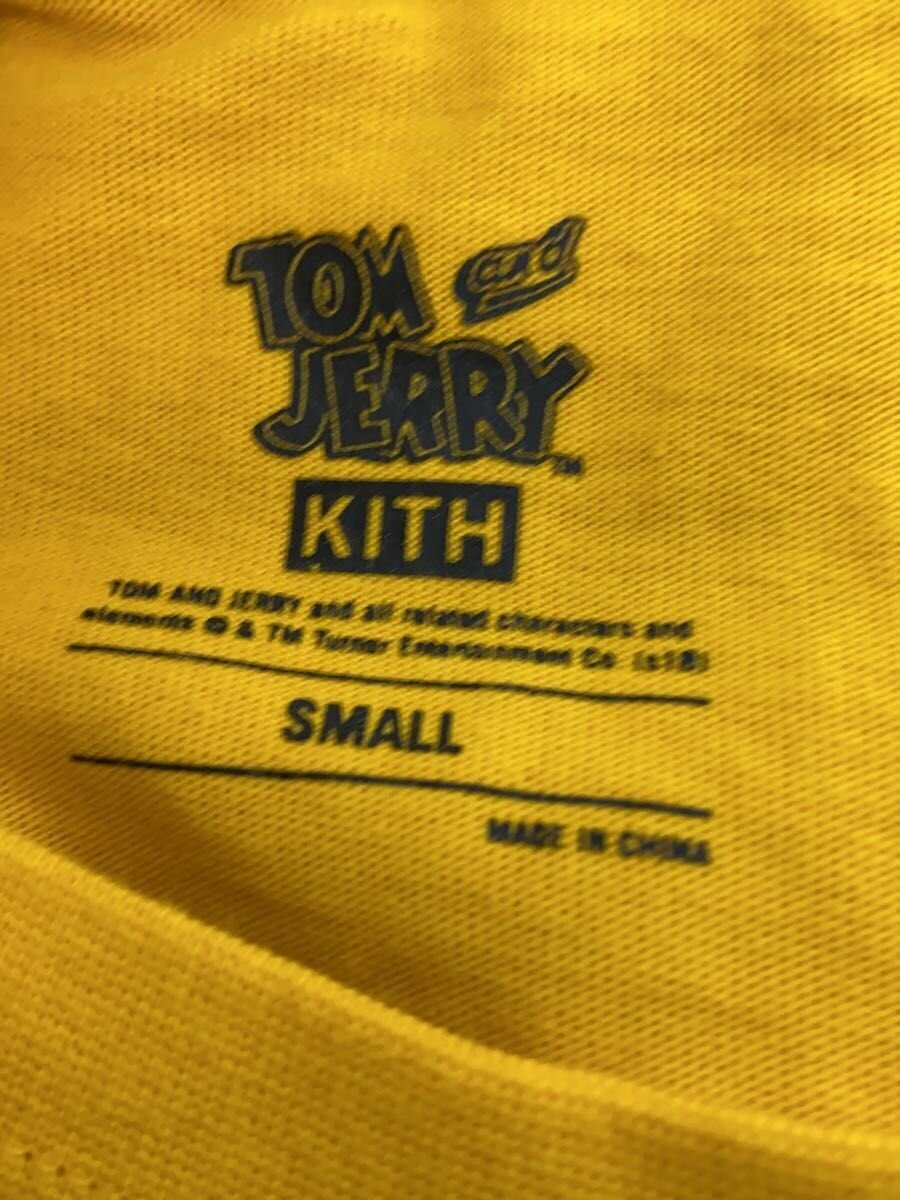 TOM and
JERRY™
KITH
TOM AND JERRY and all related characters and
elements © & TM Turner Entertainment Co (s18)
SMALL
MADE IN CHINA